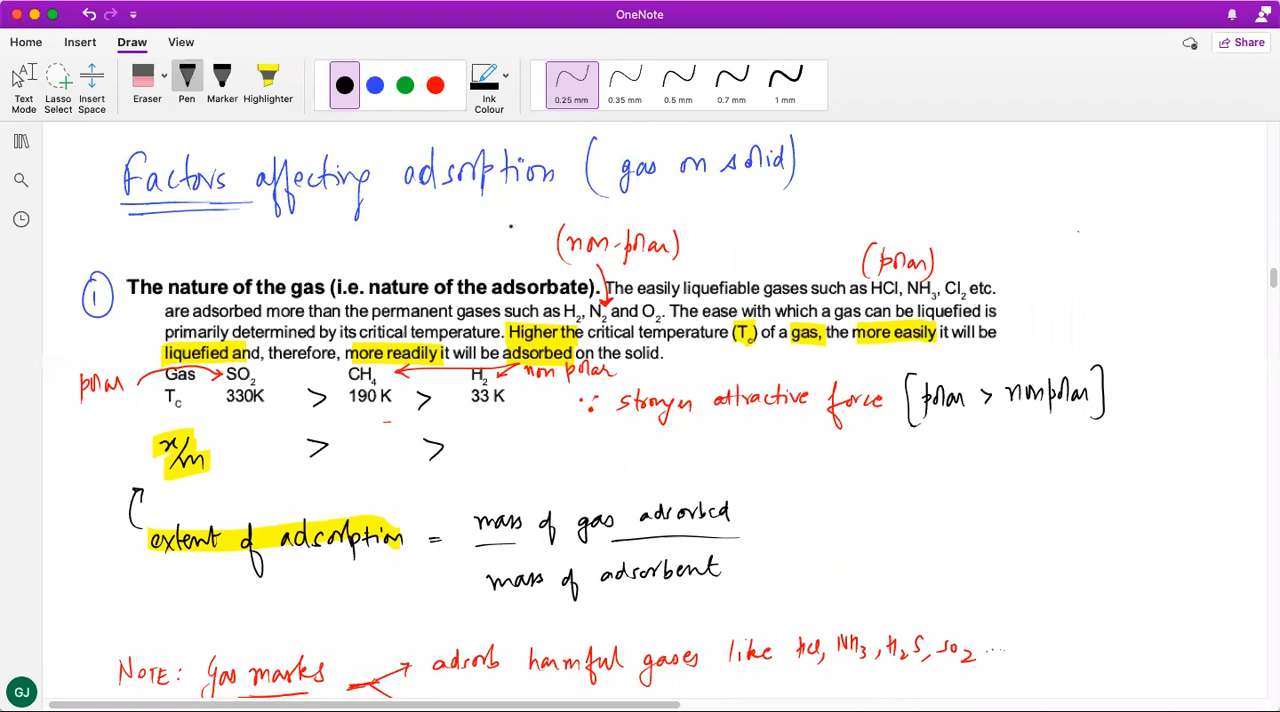 OneNote
Home Insert Draw View
Share
Text Mode
Lasso Select
Insert Space
Eraser
Pen
Marker
Highlighter
Ink Colour
0.25 mm
0.35 mm
0.5 mm
0.7 mm
1 mm
Factors affecting adsorption (gas on solid)
(non-polar)
(polar)
1
The nature of the gas (i.e. nature of the adsorbate). The easily liquefiable gases such as HCl, NH3, Cl2 etc.
are adsorbed more than the permanent gases such as H2, N2 and O2. The ease with which a gas can be liquefied is
primarily determined by its critical temperature. Higher the critical temperature (Tc) of a gas, the more easily it will be
liquefied and, therefore, more readily it will be adsorbed on the solid.
polar Gas SO2 CH4 H2 non polar
Tc 330K > 190 K > 33 K ∵ stronger attractive force [polar > nonpolar]
x/m > >
extent of adsorption = mass of gas adsorbed
mass of adsorbent
NOTE: Gas masks → adsorb harmful gases like HCl, NH3, H2S, SO2 ....
GJ